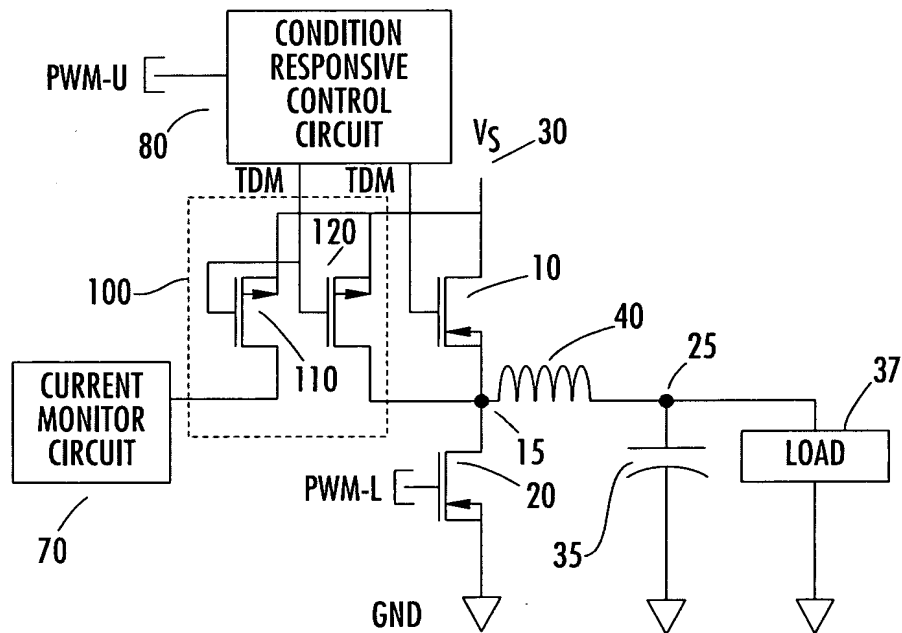 CONDITION
RESPONSIVE
CONTROL
CIRCUIT
PWM-U
80
VS
30
TDM TDM
120
10
100
40
25
110
37
CURRENT
MONITOR
CIRCUIT
15
LOAD
PWM-L
20
35
70
GND